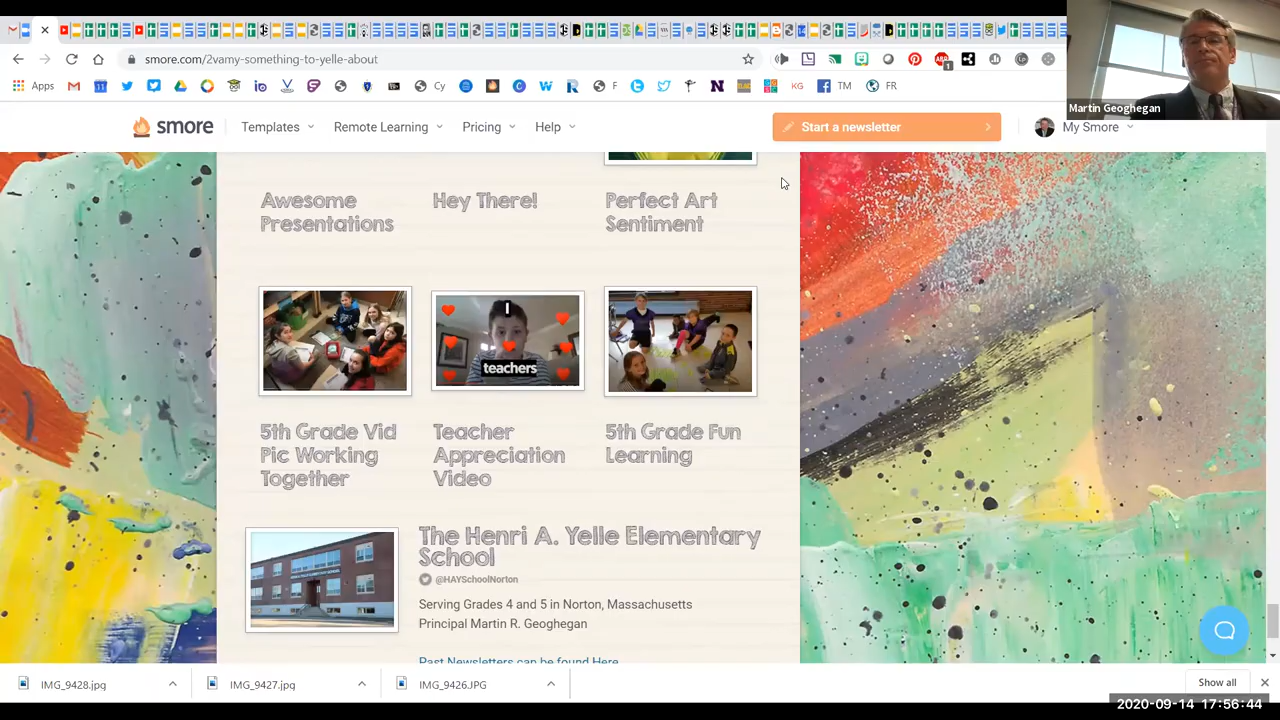 smore.com/2xymy-something-to-yelle-about
Martin Geoghegan
Apps
Cy
F
TM
FR
smore
Templates
Remote Learning
Pricing
Help
Start a newsletter
My Smore
Awesome Presentations
Hey There!
Perfect Art Sentiment
I
teachers
5th Grade Vid Pic Working Together
Teacher Appreciation Video
5th Grade Fun Learning
The Henri A. Yelle Elementary
School
@HAYSchoolNorton
Serving Grades 4 and 5 in Norton, Massachusetts
Principal Martin R. Geoghegan
Past Newsletters can be found Here
IMG_9428.jpg
IMG_9427.jpg
IMG_9426.JPG
Show all
2020-09-14 17:56:44